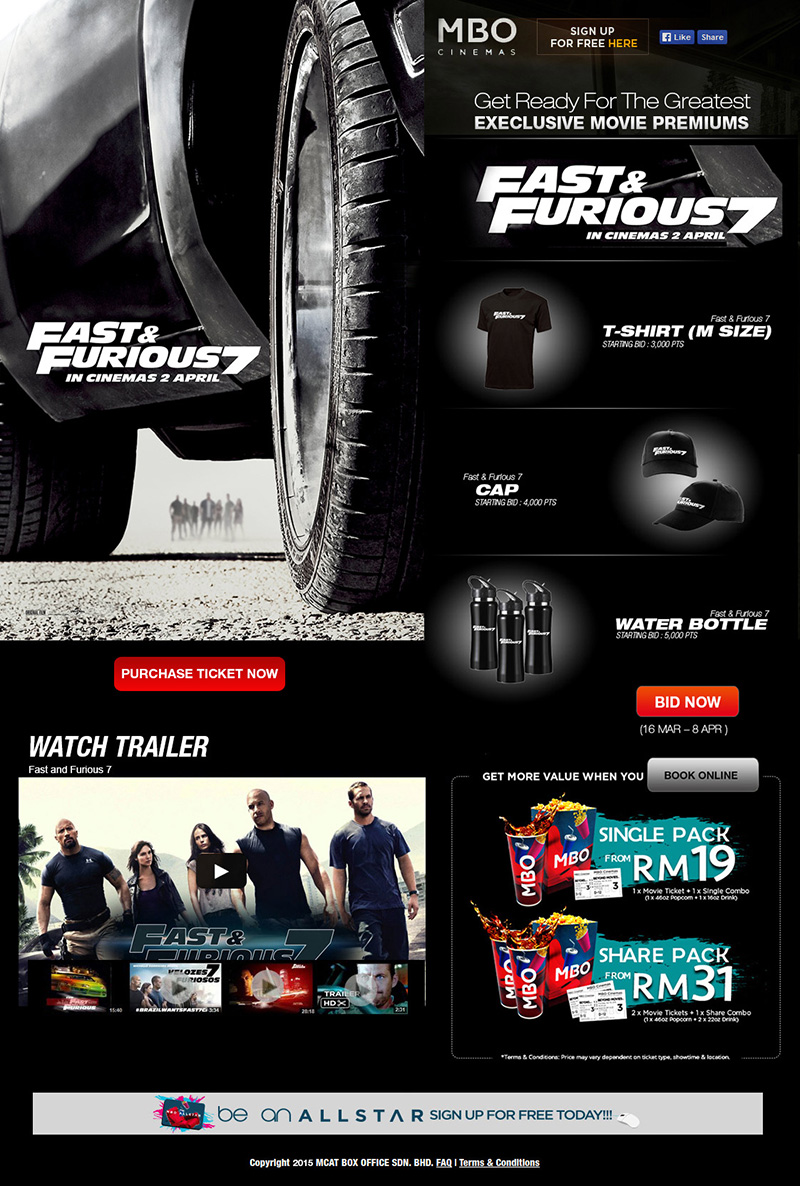 MBO
CINEMAS
SIGN UP
FOR FREE HERE
Like
Share
Get Ready For The Greatest
EXECLUSIVE MOVIE PREMIUMS
FAST &
FURIOUS 7
IN CINEMAS 2 APRIL
Fast & Furious 7
T-SHIRT (M SIZE)
STARTING BID : 3,000 PTS
Fast & Furious 7
CAP
STARTING BID : 4,000 PTS
Fast & Furious 7
WATER BOTTLE
STARTING BID : 5,000 PTS
BID NOW
(16 MAR – 8 APR )
FAST &
FURIOUS 7
IN CINEMAS 2 APRIL
PURCHASE TICKET NOW
WATCH TRAILER
Fast and Furious 7
FAST &
FURIOUS 7
15:40
VELOZES 7
FURIOSOS
#BRAZILWANTSFAST7
3:34
20:18
TRAILER
HDX
2:31
GET MORE VALUE WHEN YOU BOOK ONLINE
SINGLE PACK
FROM RM19
1 x Movie Ticket + 1 x Single Combo
(1 x 46oz Popcorn + 1 x 16oz Drink)
MBO
MBO
SHARE PACK
FROM RM31
2 x Movie Tickets + 1 x Share Combo
(1 x 46oz Popcorn + 2 x 22oz Drink)
MBO
MBO
*Terms & Conditions: Price may vary dependent on ticket type, showtime & location.
be an ALLSTAR SIGN UP FOR FREE TODAY!!!
Copyright 2015 MCAT BOX OFFICE SDN. BHD. FAQ | Terms & Conditions